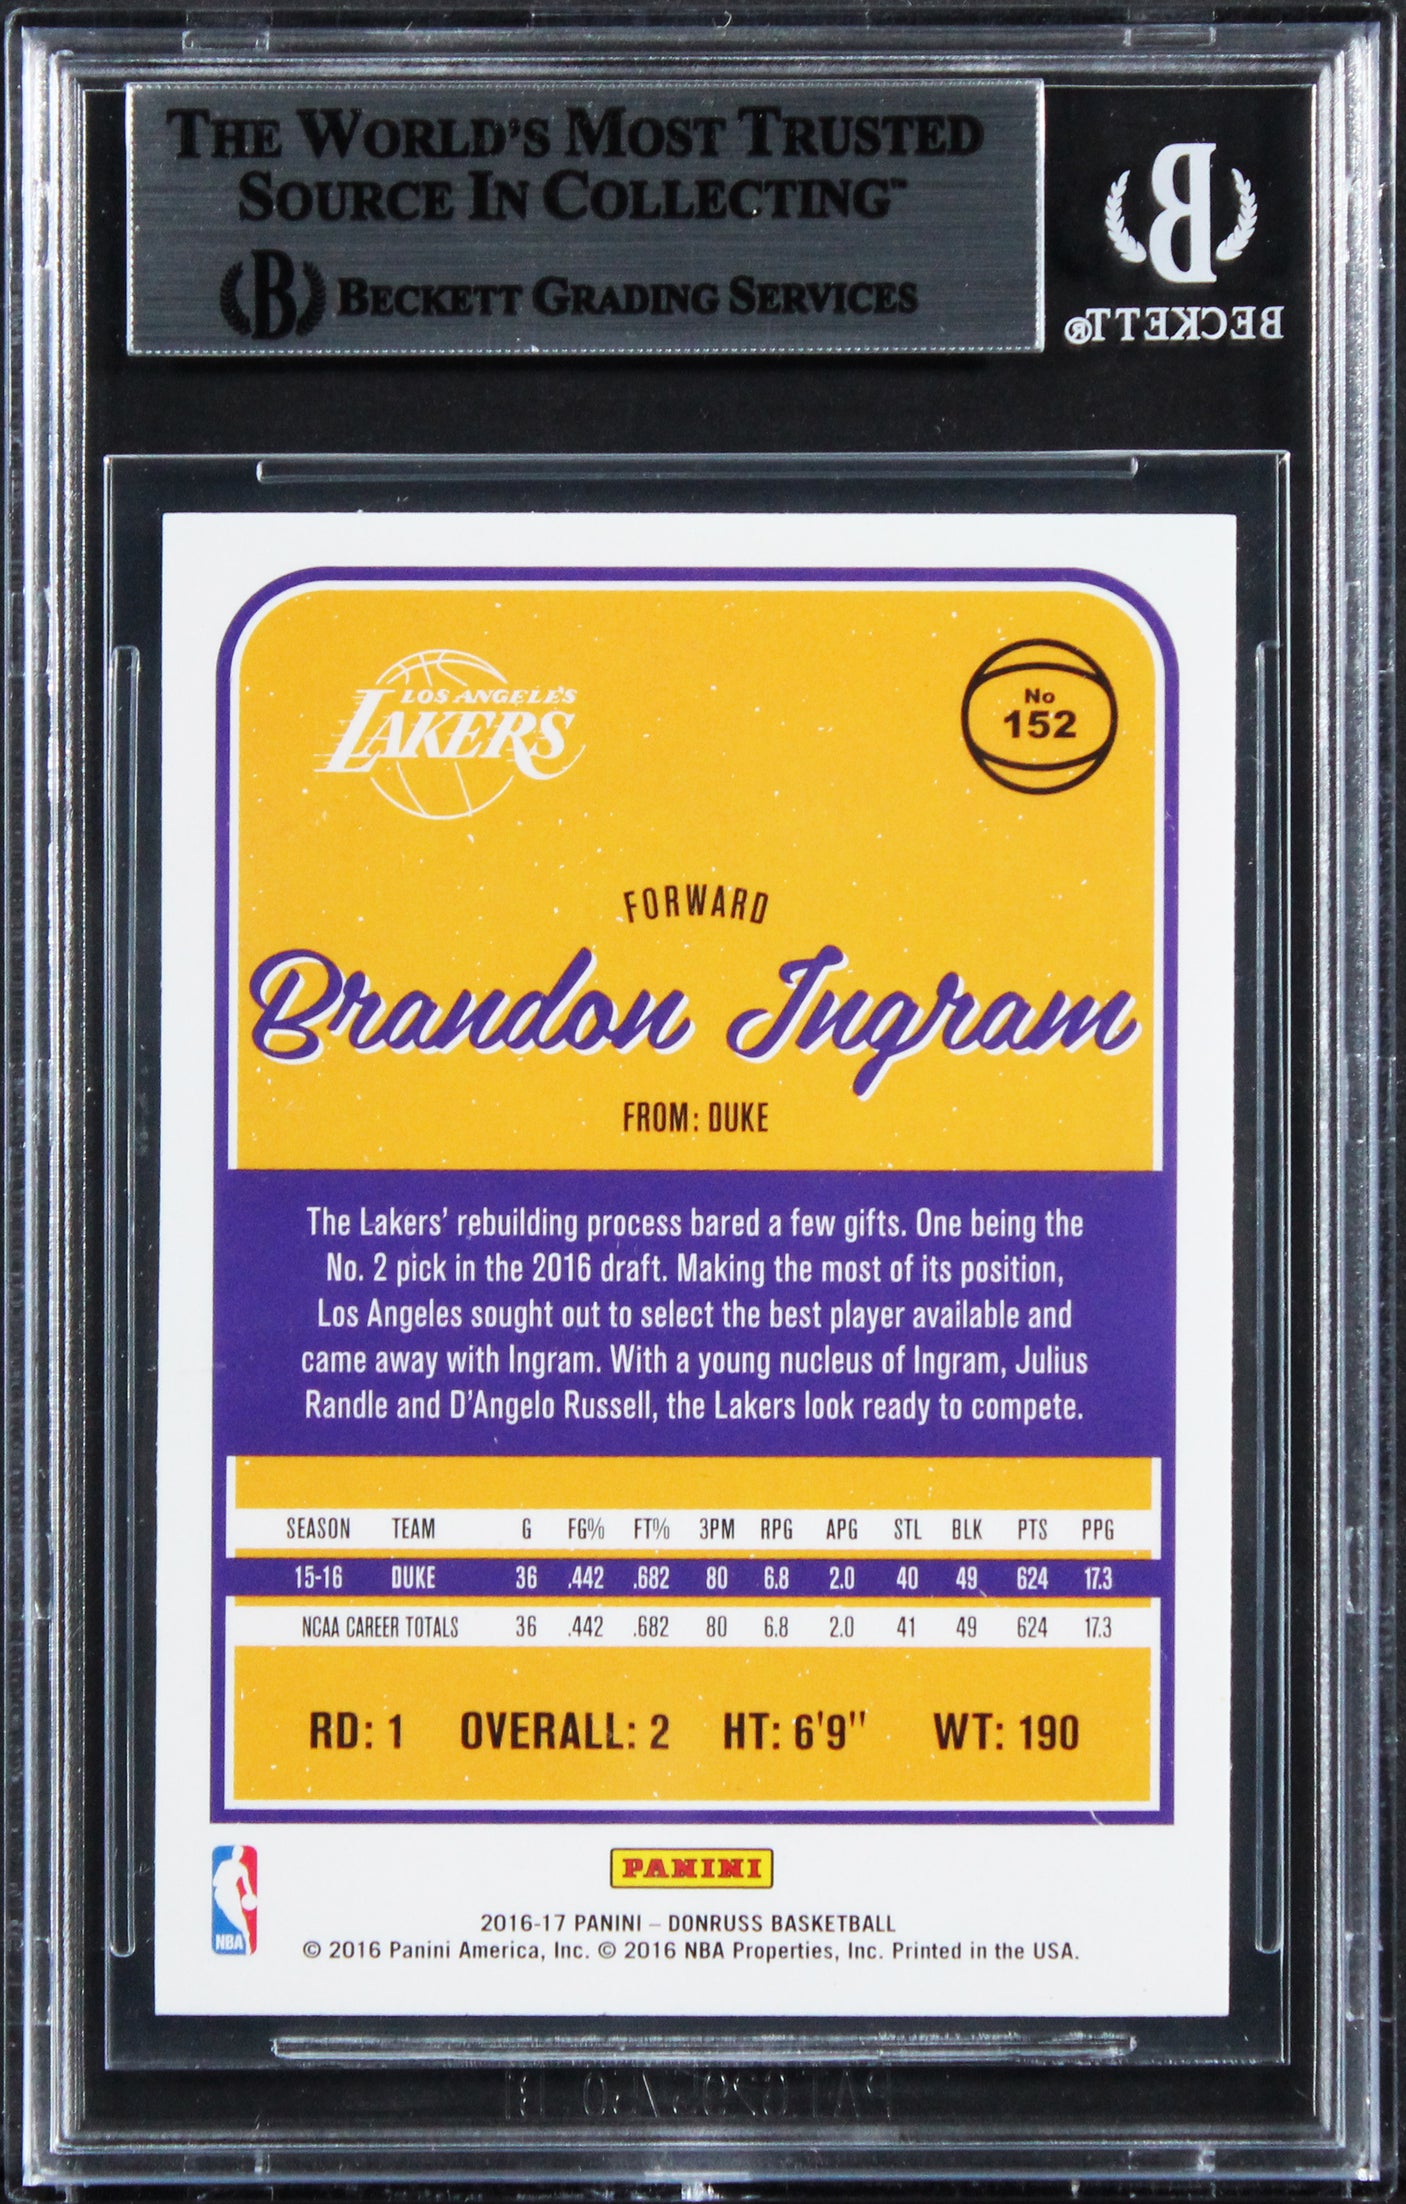 THE WORLD'S MOST TRUSTED
SOURCE IN COLLECTING™
B BECKETT GRADING SERVICES
B
BECKETT®
LOS ANGELES
LAKERS
No
152
FORWARD
Brandon Ingram
FROM: DUKE
The Lakers' rebuilding process bared a few gifts. One being the
No. 2 pick in the 2016 draft. Making the most of its position,
Los Angeles sought out to select the best player available and
came away with Ingram. With a young nucleus of Ingram, Julius
Randle and D'Angelo Russell, the Lakers look ready to compete.
SEASON TEAM G FG% FT% 3PM RPG APG STL BLK PTS PPG
15-16 DUKE 36 .442 .682 80 6.8 2.0 40 49 624 17.3
NCAA CAREER TOTALS 36 .442 .682 80 6.8 2.0 41 49 624 17.3
RD: 1 OVERALL: 2 HT: 6'9" WT: 190
NBA
PANINI
2016-17 PANINI – DONRUSS BASKETBALL
© 2016 Panini America, Inc. © 2016 NBA Properties, Inc. Printed in the USA.